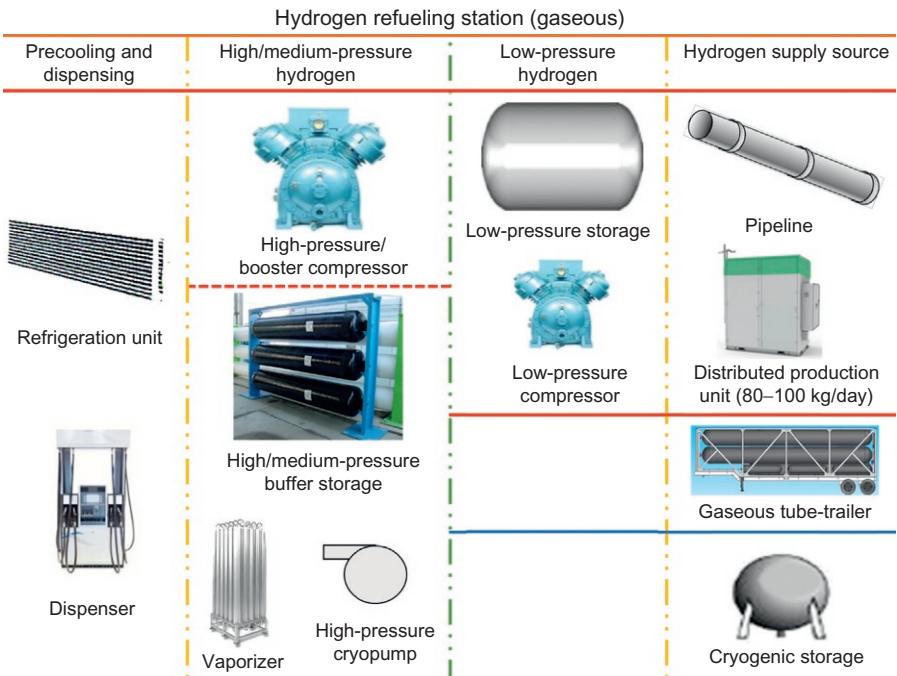 Hydrogen refueling station (gaseous)
Precooling and
dispensing
High/medium-pressure
hydrogen
Low-pressure
hydrogen
Hydrogen supply source
Refrigeration unit
Dispenser
High-pressure/
booster compressor
High/medium-pressure
buffer storage
Vaporizer
High-pressure
cryopump
Low-pressure storage
Low-pressure
compressor
Pipeline
Distributed production
unit (80–100 kg/day)
Gaseous tube-trailer
Cryogenic storage